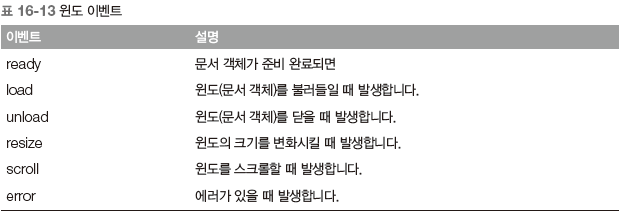 표 16-13 윈도 이벤트
이벤트 설명
ready 문서 객체가 준비 완료되면
load 윈도(문서 객체)를 불러들일 때 발생합니다.
unload 윈도(문서 객체)를 닫을 때 발생합니다.
resize 윈도의 크기를 변화시킬 때 발생합니다.
scroll 윈도를 스크롤할 때 발생합니다.
error 에러가 있을 때 발생합니다.